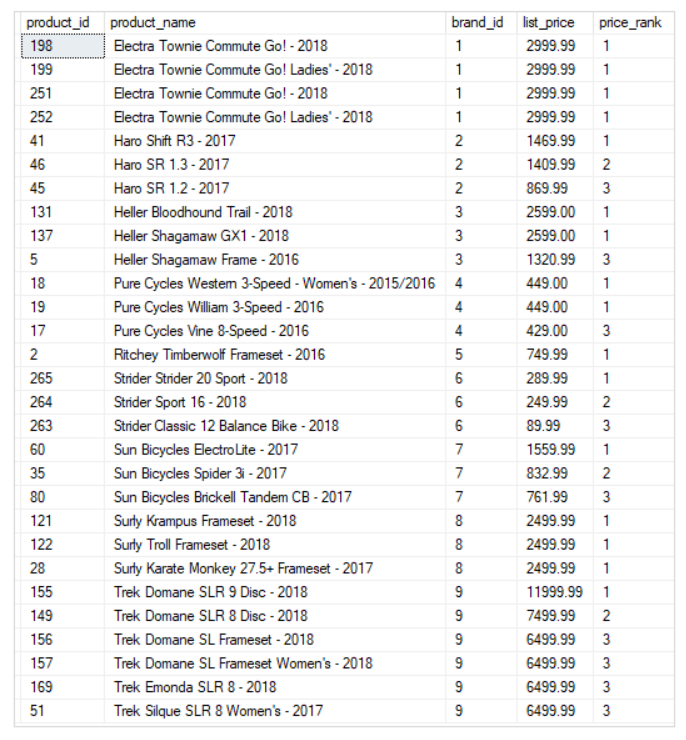 product_id product_name brand_id list_price price_rank
198 Electra Townie Commute Go! - 2018 1 2999.99 1
199 Electra Townie Commute Go! Ladies' - 2018 1 2999.99 1
251 Electra Townie Commute Go! - 2018 1 2999.99 1
252 Electra Townie Commute Go! Ladies' - 2018 1 2999.99 1
41 Haro Shift R3 - 2017 2 1469.99 1
46 Haro SR 1.3 - 2017 2 1409.99 2
45 Haro SR 1.2 - 2017 2 869.99 3
131 Heller Bloodhound Trail - 2018 3 2599.00 1
137 Heller Shagamaw GX1 - 2018 3 2599.00 1
5 Heller Shagamaw Frame - 2016 3 1320.99 3
18 Pure Cycles Western 3-Speed - Women's - 2015/2016 4 449.00 1
19 Pure Cycles William 3-Speed - 2016 4 449.00 1
17 Pure Cycles Vine 8-Speed - 2016 4 429.00 3
2 Ritchey Timberwolf Frameset - 2016 5 749.99 1
265 Strider Strider 20 Sport - 2018 6 289.99 1
264 Strider Sport 16 - 2018 6 249.99 2
263 Strider Classic 12 Balance Bike - 2018 6 89.99 3
60 Sun Bicycles ElectroLite - 2017 7 1559.99 1
35 Sun Bicycles Spider 3i - 2017 7 832.99 2
80 Sun Bicycles Brickell Tandem CB - 2017 7 761.99 3
121 Surly Krampus Frameset - 2018 8 2499.99 1
122 Surly Troll Frameset - 2018 8 2499.99 1
28 Surly Karate Monkey 27.5+ Frameset - 2017 8 2499.99 1
155 Trek Domane SLR 9 Disc - 2018 9 11999.99 1
149 Trek Domane SLR 8 Disc - 2018 9 7499.99 2
156 Trek Domane SL Frameset - 2018 9 6499.99 3
157 Trek Domane SL Frameset Women's - 2018 9 6499.99 3
169 Trek Emonda SLR 8 - 2018 9 6499.99 3
51 Trek Silque SLR 8 Women's - 2017 9 6499.99 3